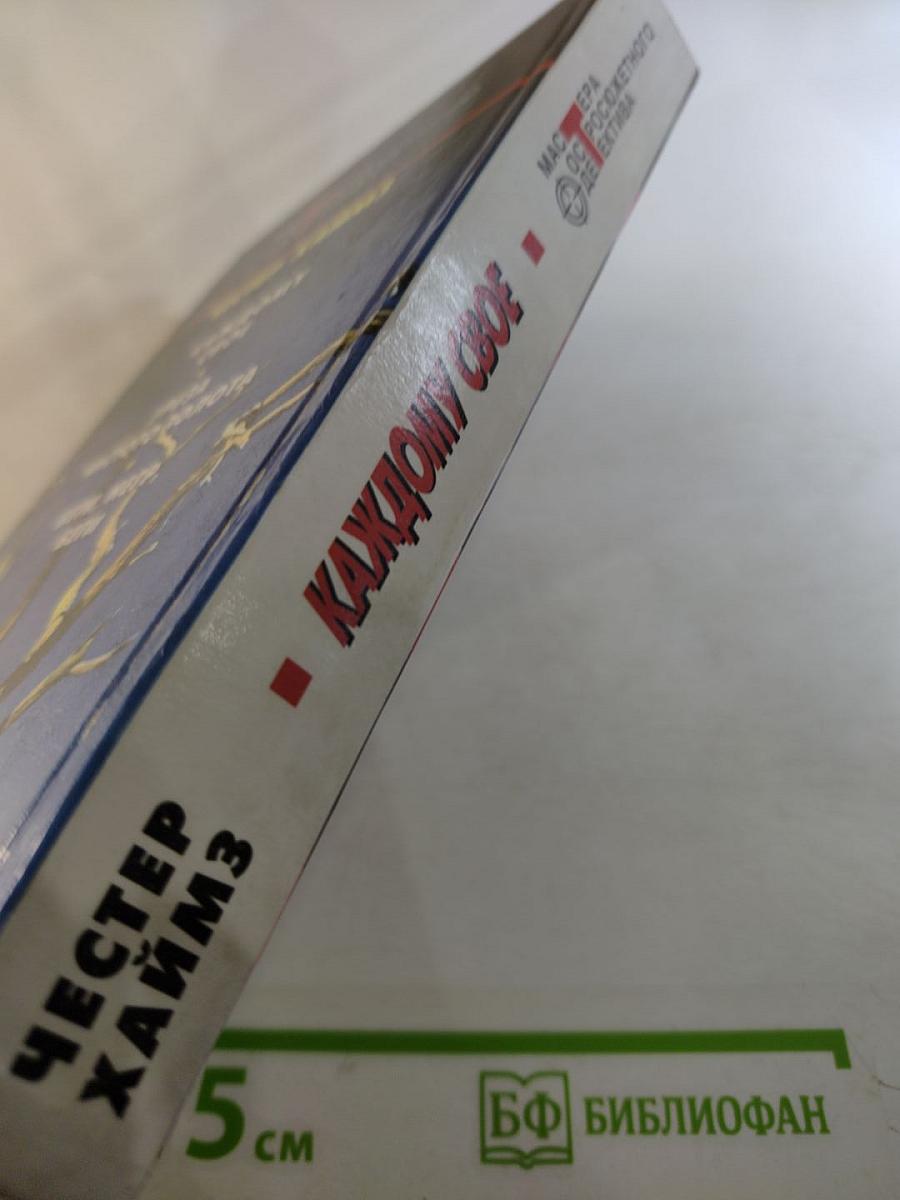 ЧЕСТЕР
ХАЙМЗ
КАЖДОМУ СВОЕ
МАСТЕРА
ОСТРОСЮЖЕТНОГО
ДЕТЕКТИВА
5 см
БФ БИБЛИОФАН